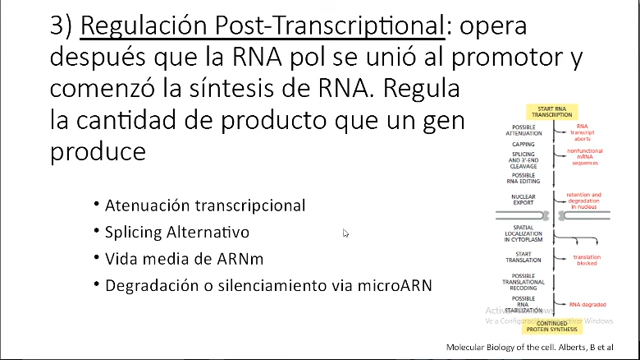 3) Regulación Post-Transcriptional: opera
después que la RNA pol se unió al promotor y
comenzó la síntesis de RNA. Regula
la cantidad de producto que un gen
produce
• Atenuación transcripcional
• Splicing Alternativo
• Vida media de ARNm
• Degradación o silenciamiento via microARN
START RNA
TRANSCRIPTION
POSSIBLE
ATTENUATION
RNA
transcript
aborts
CAPPING
SPLICING
AND 3'-END
CLEAVAGE
nonfunctional
mRNA
sequences
POSSIBLE
RNA EDITING
NUCLEAR
EXPORT
retention and
degradation
in nucleus
SPATIAL
LOCALIZATION
IN CYTOPLASM
START
TRANSLATION
translation
blocked
POSSIBLE
TRANSLATIONAL
RECODING
POSSIBLE
RNA
STABILIZATION
RNA degraded
CONTINUED
PROTEIN SYNTHESIS
Molecular Biology of the cell. Alberts, B et al